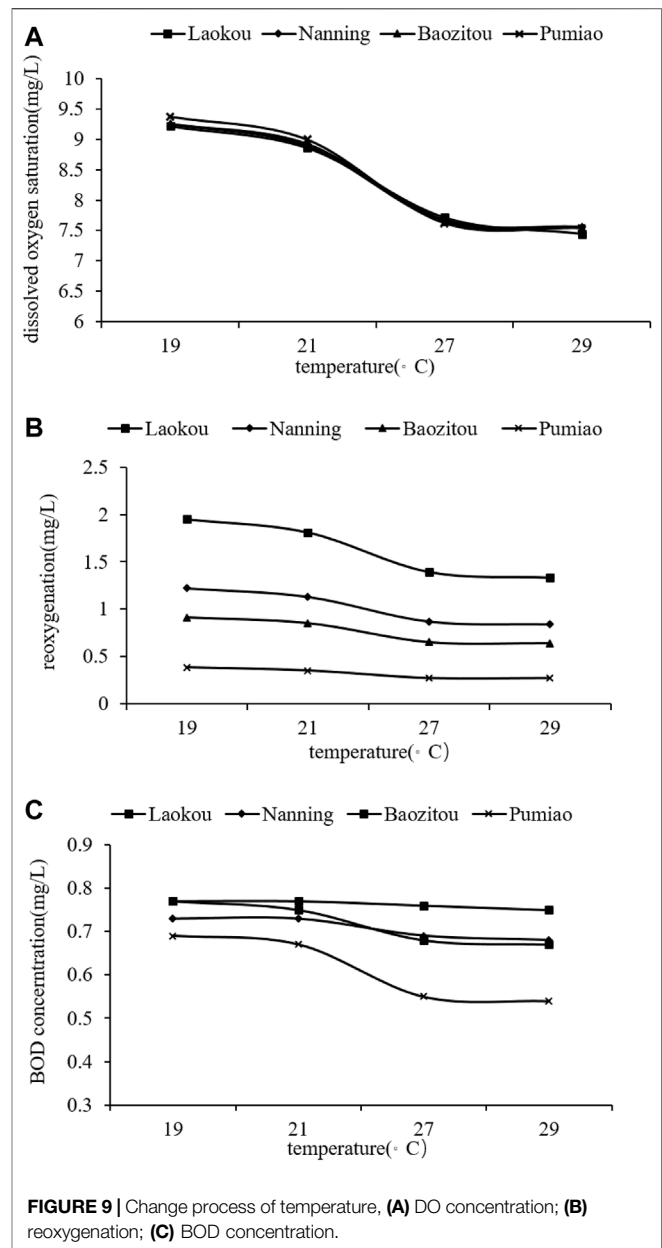 A
Laokou Nanning Baozitou Pumiao
dissolved oxygen saturation(mg/L)
10
9.5
9
8.5
8
7.5
7
6.5
6
19 21 27 29
temperature(◦ C)
B
Laokou Nanning Baozitou Pumiao
reoxygenation(mg/L)
2.5
2
1.5
1
0.5
0
19 21 27 29
temperature(◦ C)
C
Laokou Nanning Baozitou Pumiao
BOD concerntration(mg/L)
0.9
0.8
0.7
0.6
0.5
0.4
0.3
19 21 27 29
temperature(◦ C)
FIGURE 9 | Change process of temperature, (A) DO concentration; (B)
reoxygenation; (C) BOD concentration.